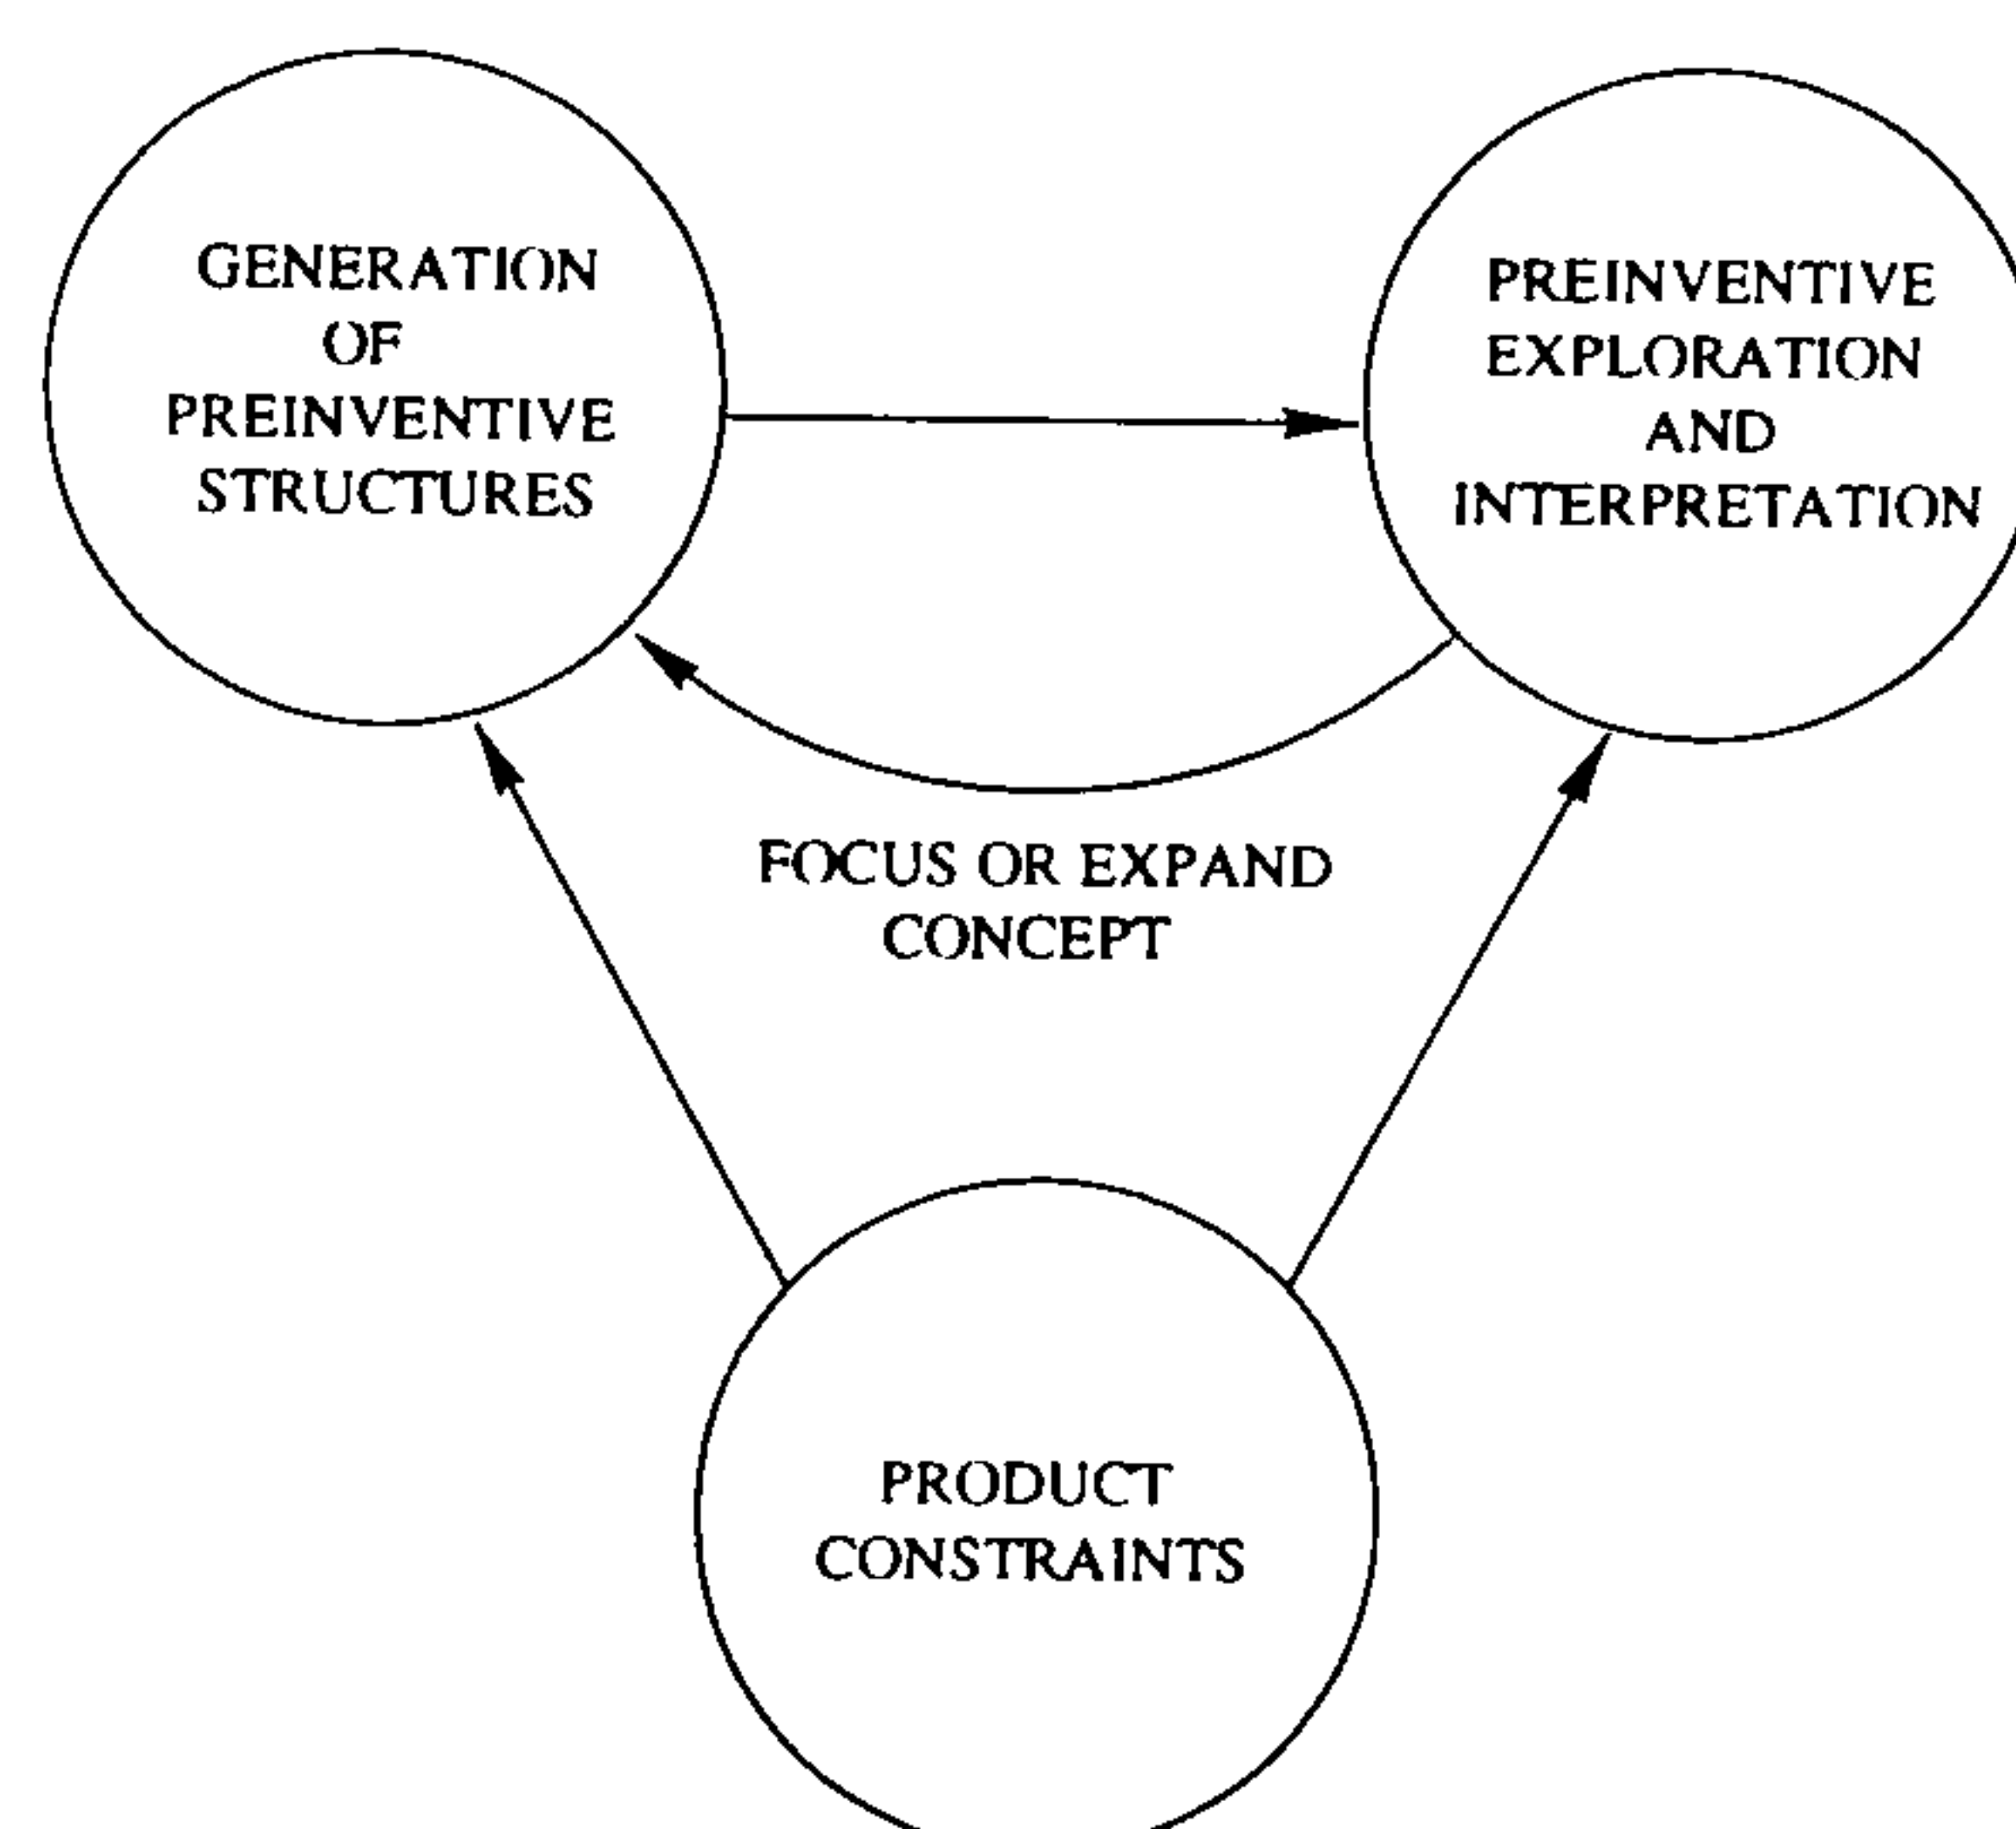 GENERATION
OF
PREINVENTIVE
STRUCTURES
PREINVENTIVE
EXPLORATION
AND
INTERPRETATION
FOCUS OR EXPAND
CONCEPT
PRODUCT
CONSTRAINTS